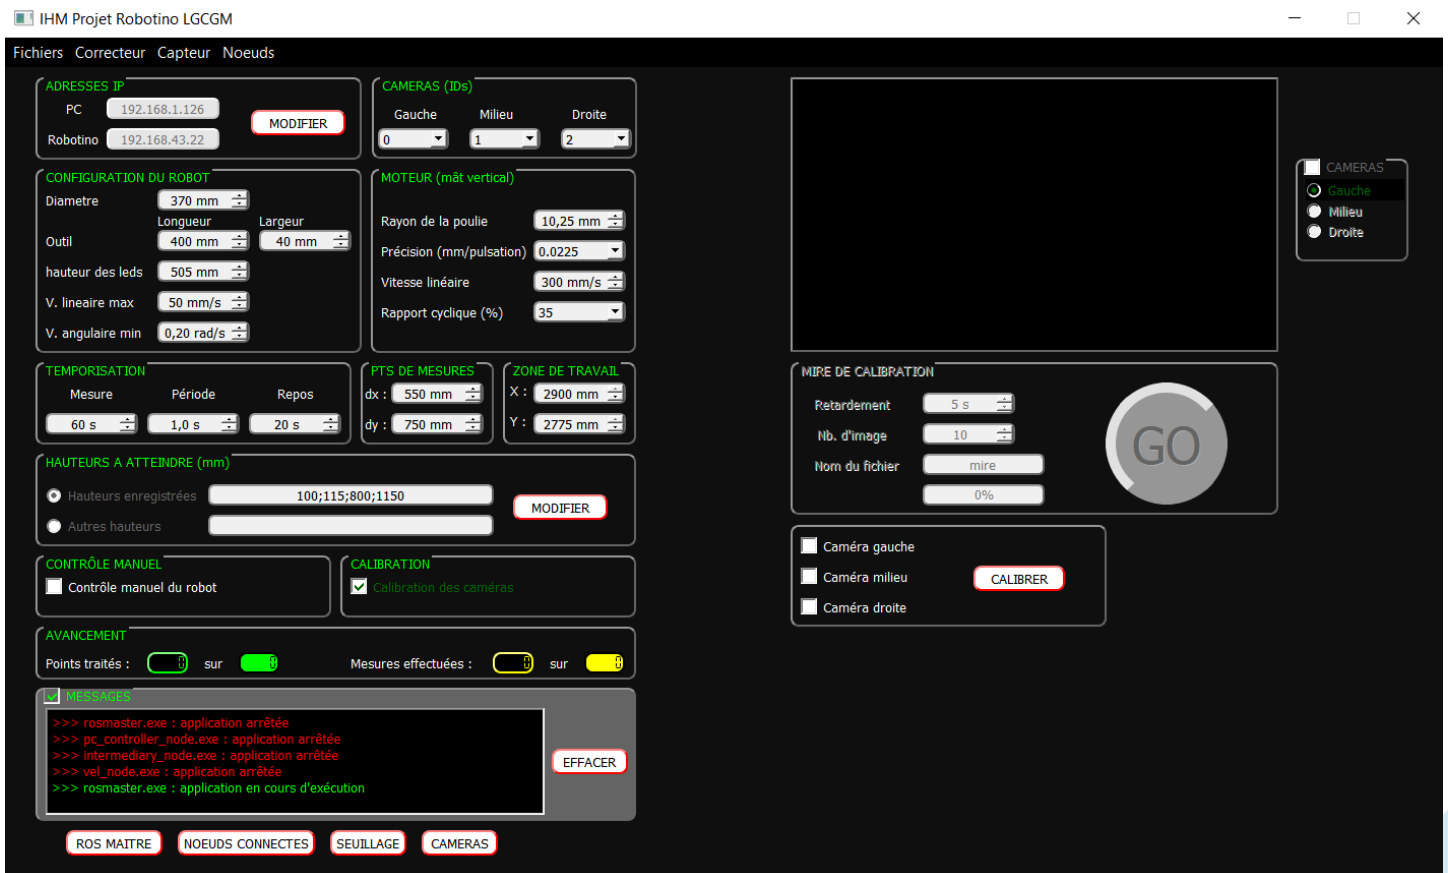 IHM Projet Robotino LGCGM
Fichiers Correcteur Capteur Noeuds
ADRESSES IP
PC 192.168.1.126
Robotino 192.168.43.22
MODIFIER
CAMERAS (IDs)
Gauche Milieu Droite
0 1 2
CONFIGURATION DU ROBOT
Diametre 370 mm
Longueur Largeur
Outil 400 mm 40 mm
hauteur des leds 505 mm
V. lineaire max 50 mm/s
V. angulaire min 0,20 rad/s
MOTEUR (mât vertical)
Rayon de la poulie 10,25 mm
Précision (mm/pulsation) 0.0225
Vitesse linéaire 300 mm/s
Rapport cyclique (%) 35
TEMPORISATION
Mesure Période Repos
60 s 1,0 s 20 s
PTS DE MESURES
dx : 550 mm
dy : 750 mm
ZONE DE TRAVAIL
X : 2900 mm
Y : 2775 mm
HAUTEURS A ATTEINDRE (mm)
Hauteurs enregistrées 100;115;800;1150
Autres hauteurs
MODIFIER
CONTRÔLE MANUEL
Contrôle manuel du robot
CALIBRATION
Calibration des caméras
AVANCEMENT
Points traités : 0 sur 0 Mesures effectuées : 0 sur 0
MESSAGES
>>> rosmaster.exe : application arrêtée
>>> pc_controller_node.exe : application arrêtée
>>> intermediary_node.exe : application arrêtée
>>> vel_node.exe : application arrêtée
>>> rosmaster.exe : application en cours d'exécution
EFFACER
ROS MAITRE NOEUDS CONNECTES SEUILLAGE CAMERAS
CAMERAS
Gauche
Milieu
Droite
MIRE DE CALIBRATION
Retardement 5 s
Nb. d'image 10
Nom du fichier mire
0%
GO
Caméra gauche
Caméra milieu
Caméra droite
CALIBRER